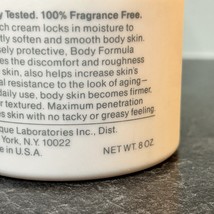 y Tested. 100% Fragrance Free.
ch cream locks in moisture to
tly soften and smooth body skin.
sely protective, Body Formula
es the discomfort and roughness
skin, also helps increase skin's
al resistance to the look of aging–
daily use, body skin becomes firmer,
r textured. Maximum penetration
es skin with no tacky or greasy feeling.
que Laboratories Inc., Dist.
York, N.Y. 10022
e in U.S.A.
NET WT. 8 OZ.